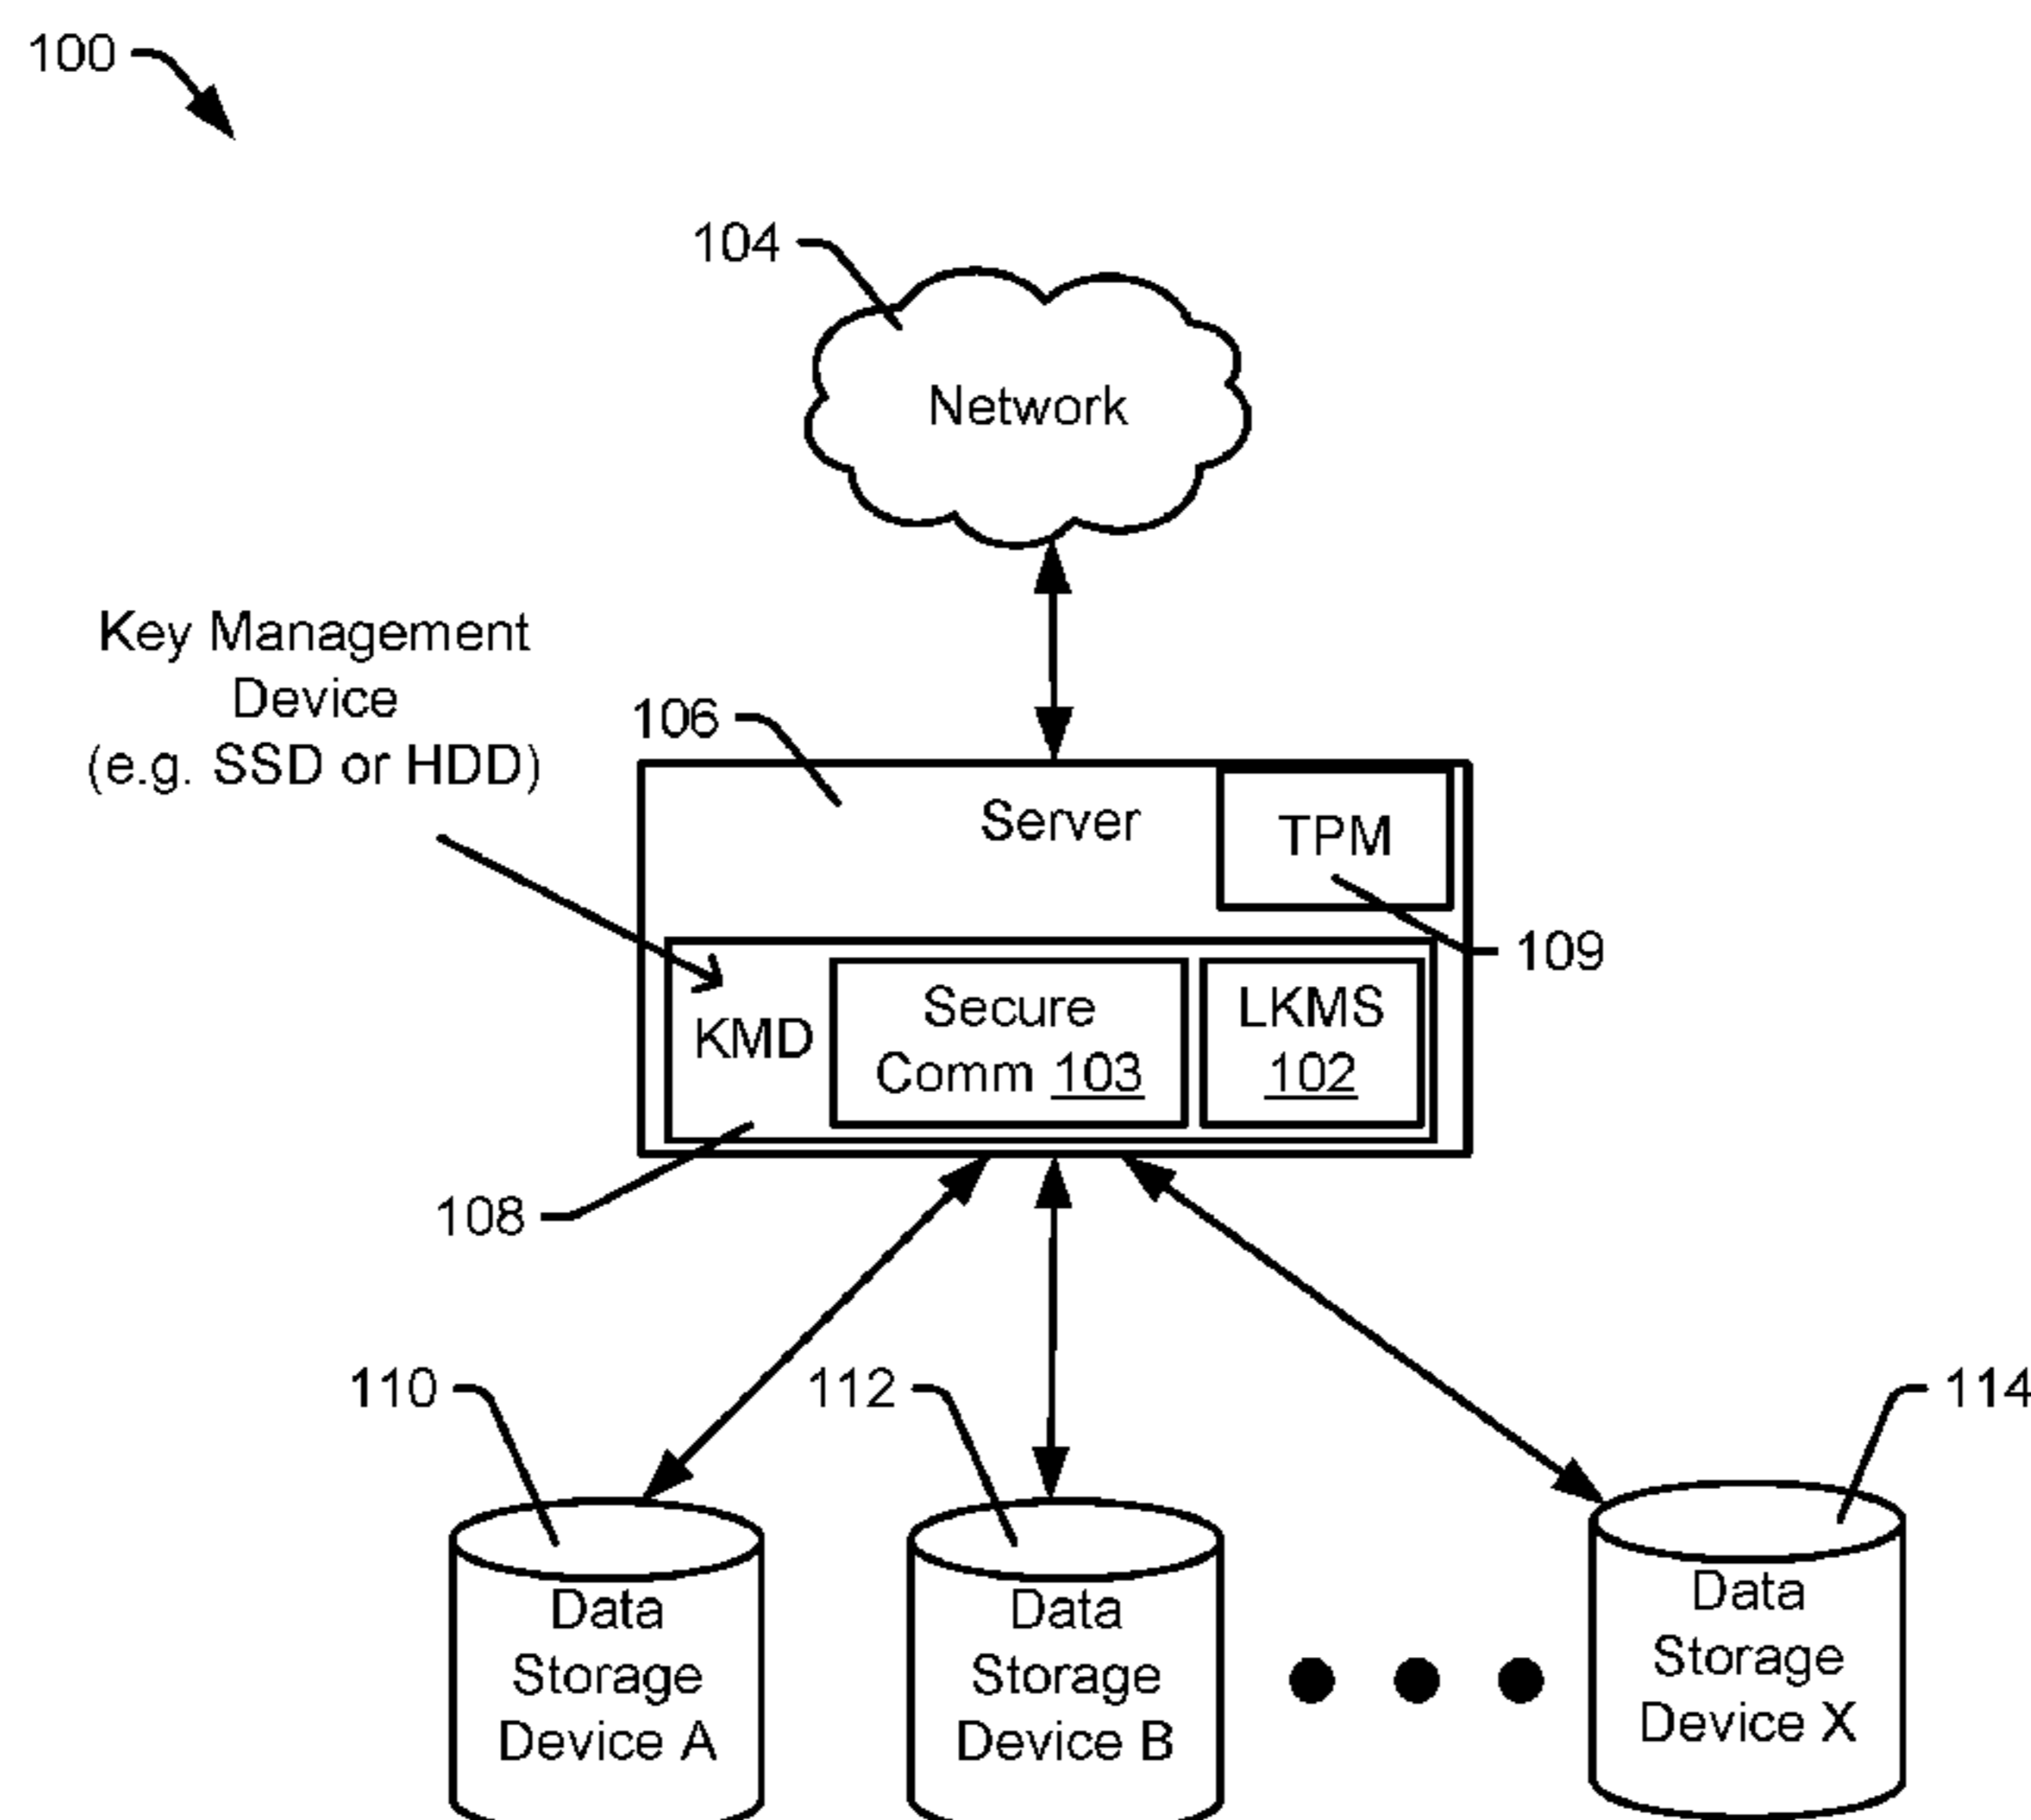 100
104
Network
Key Management
Device
(e.g. SSD or HDD)
106
Server
TPM
109
KMD
Secure
Comm 103
LKMS
102
108
110
112
114
Data
Storage
Device A
Data
Storage
Device B
Data
Storage
Device X